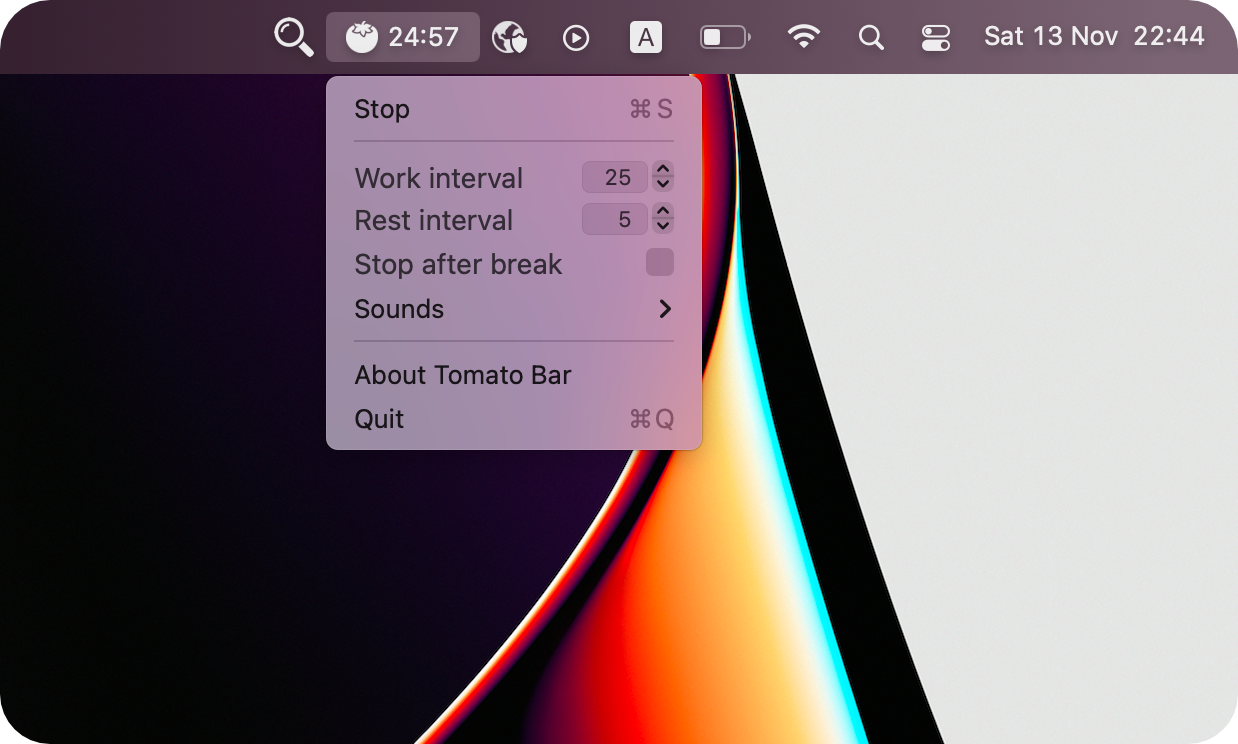 24:57 A Sat 13 Nov 22:44
Stop ⌘ S
Work interval 25
Rest interval 5
Stop after break
Sounds
About Tomato Bar
Quit ⌘ Q